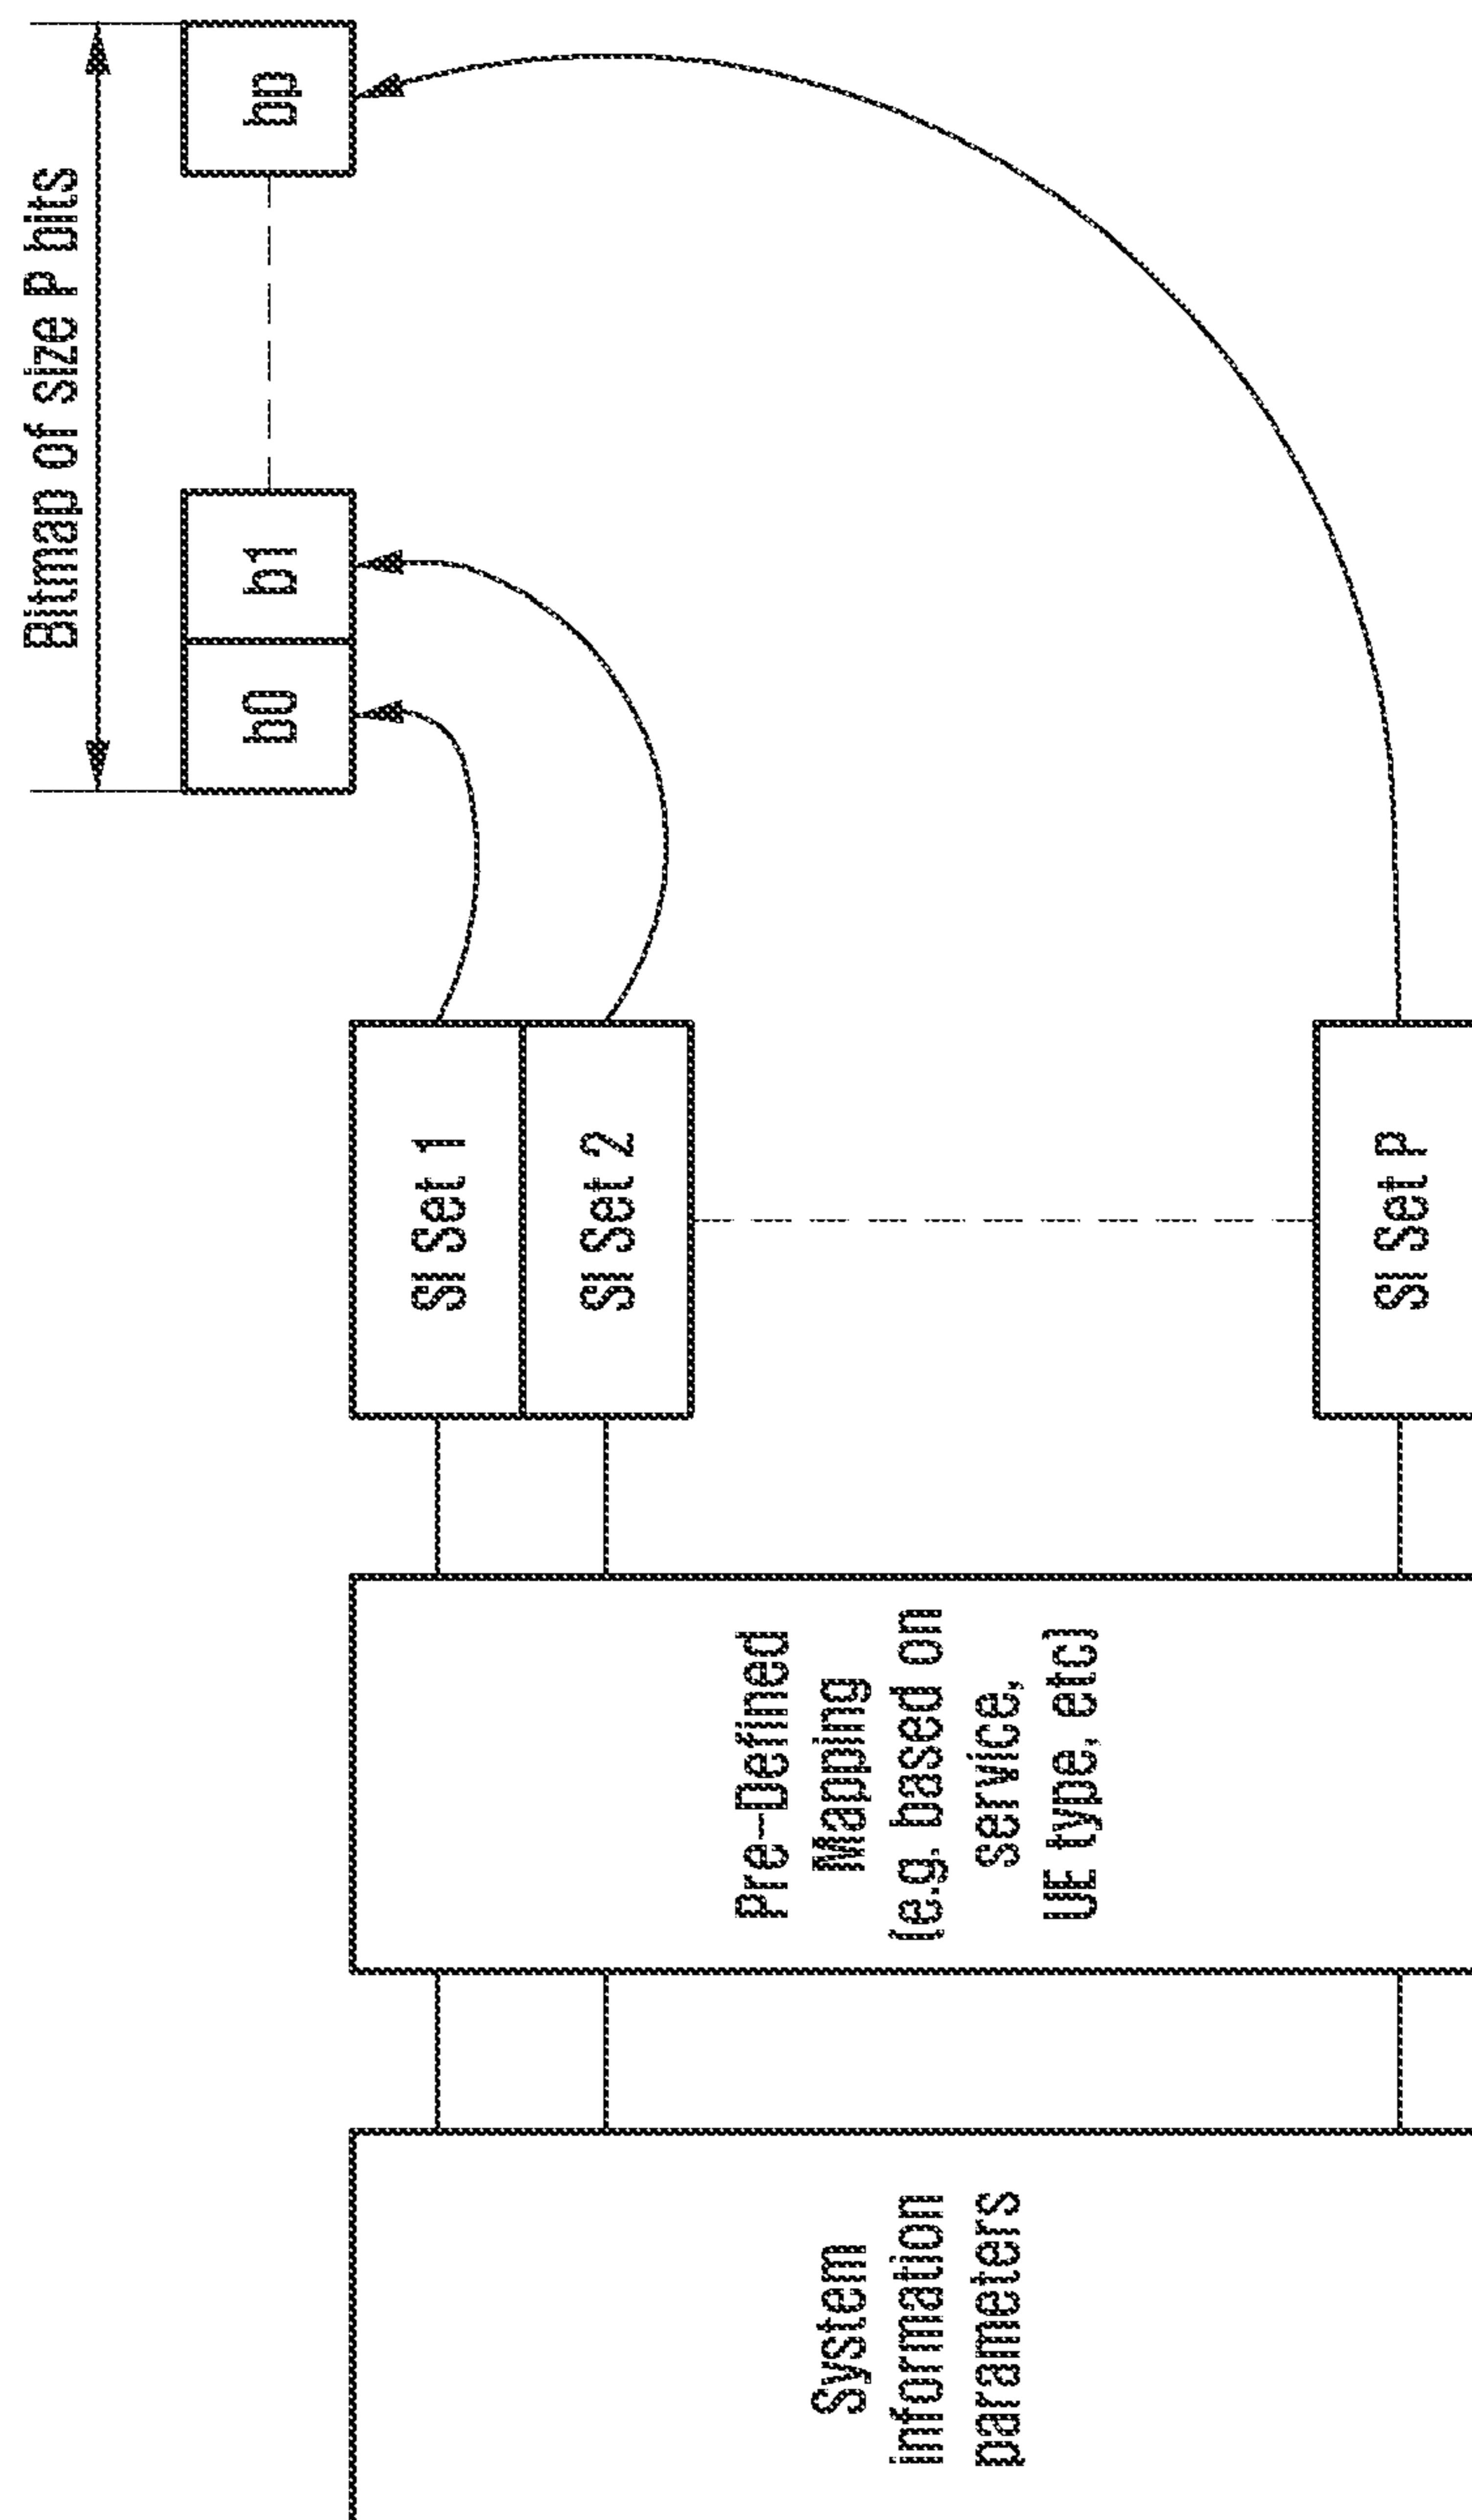 Bitmap of size P bits
b0
b1
bp
SI Set 1
SI Set 2
SI Set P
Pre-Defined
Mapping
(e.g. based on
service,
UE type, etc)
System
information
parameters